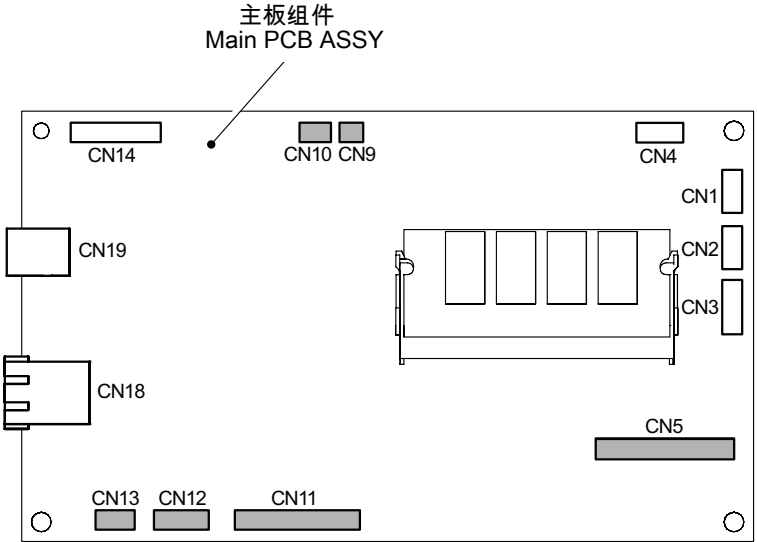 主板组件
Main PCB ASSY
CN14
CN10
CN9
CN4
CN1
CN19
CN2
CN3
CN18
CN5
CN13
CN12
CN11